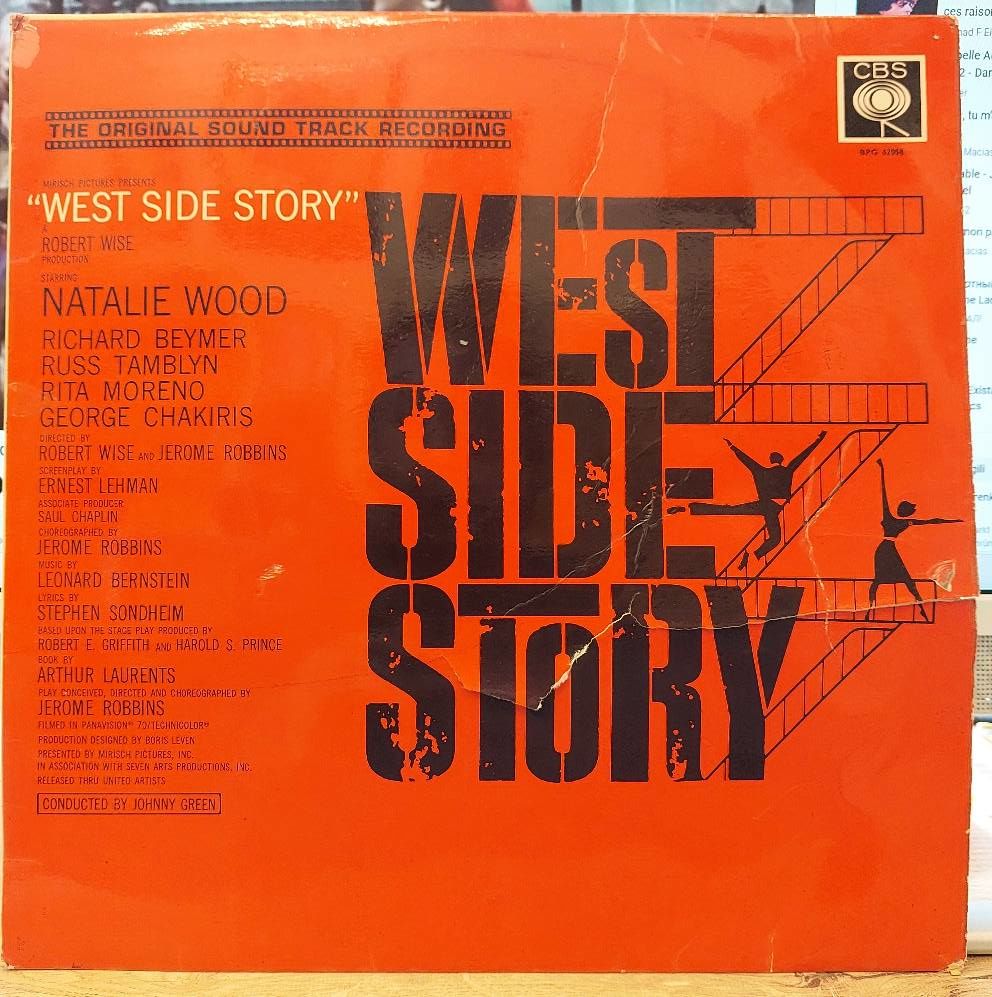 CBS
BPG 62058
THE ORIGINAL SOUND TRACK RECORDING
MIRISCH PICTURES PRESENTS
“WEST SIDE STORY”
A
ROBERT WISE
PRODUCTION
STARRING
NATALIE WOOD
RICHARD BEYMER
RUSS TAMBLYN
RITA MORENO
GEORGE CHAKIRIS
DIRECTED BY
ROBERT WISE AND JEROME ROBBINS
SCREENPLAY BY
ERNEST LEHMAN
ASSOCIATE PRODUCER
SAUL CHAPLIN
CHOREOGRAPHED BY
JEROME ROBBINS
MUSIC BY
LEONARD BERNSTEIN
LYRICS BY
STEPHEN SONDHEIM
BASED UPON THE STAGE PLAY PRODUCED BY
ROBERT E. GRIFFITH AND HAROLD S. PRINCE
BOOK BY
ARTHUR LAURENTS
PLAY CONCEIVED, DIRECTED AND CHOREOGRAPHED BY
JEROME ROBBINS
FILMED IN PANAVISION® 70/TECHNICOLOR®
PRODUCTION DESIGNED BY BORIS LEVEN
PRESENTED BY MIRISCH PICTURES, INC.
IN ASSOCIATION WITH SEVEN ARTS PRODUCTIONS, INC.
RELEASED THRU UNITED ARTISTS
CONDUCTED BY JOHNNY GREEN
WEST
SIDE
STORY
ces
tu
Macias